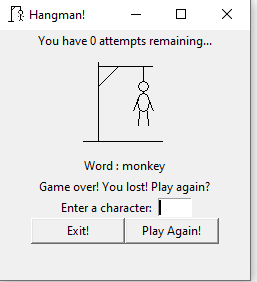 Hangman!
You have 0 attempts remaining...
Word : monkey
Game over! You lost! Play again?
Enter a character:
Exit! Play Again!